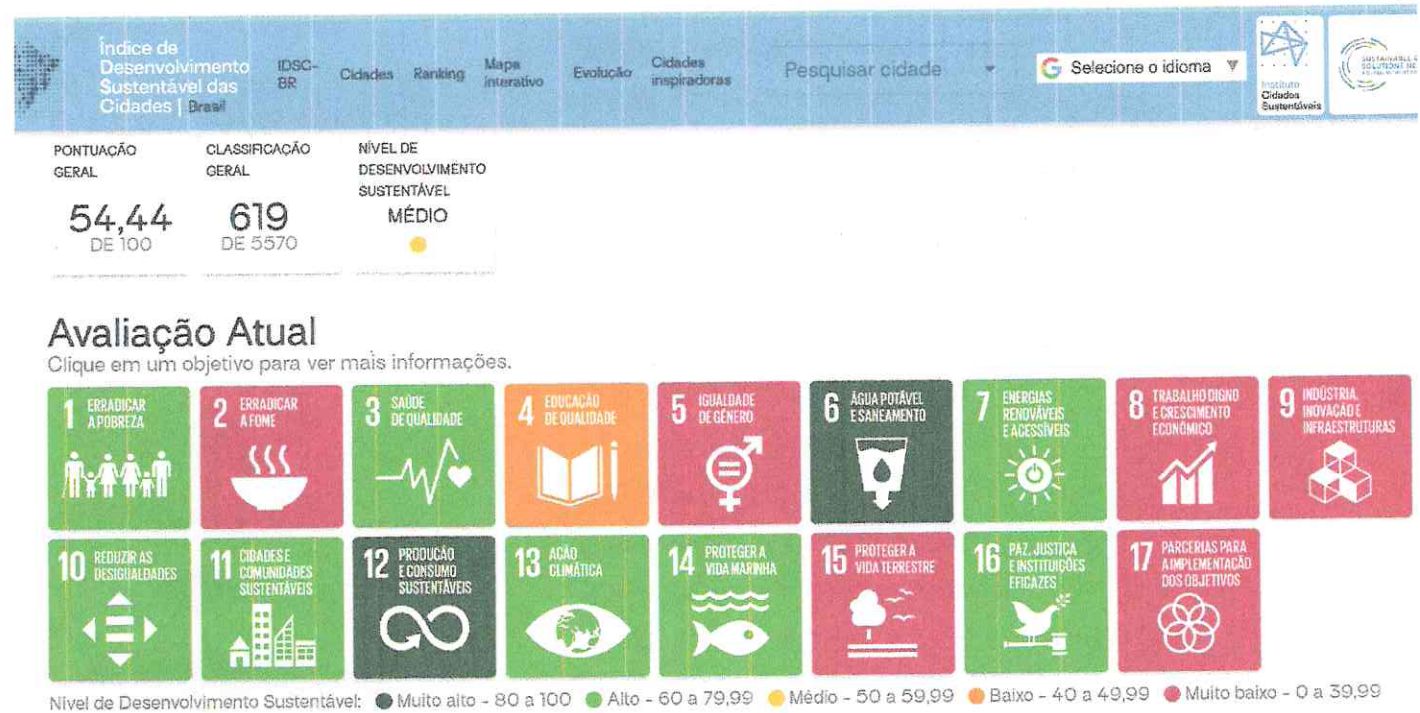 Índice de
Desenvolvimento
Sustentável das
Cidades | Brasil
IDSC-
BR
Cidades
Ranking
Mapa
interativo
Evolução
Cidades
inspiradoras
Pesquisar cidade
G Selecione o idioma
Instituto
Cidades
Sustentáveis
PONTUAÇÃO
GERAL
54,44
DE 100
CLASSIFICAÇÃO
GERAL
619
DE 5570
NÍVEL DE
DESENVOLVIMENTO
SUSTENTÁVEL
MÉDIO
Avaliação Atual
Clique em um objetivo para ver mais informações.
1 ERRADICAR
A POBREZA
2 ERRADICAR
A FOME
3 SAÚDE
DE QUALIDADE
4 EDUCAÇÃO
DE QUALIDADE
5 IGUALDADE
DE GÉNERO
6 ÁGUA POTÁVEL
E SANEAMENTO
7 ENERGIAS
RENOVÁVEIS
E ACESSÍVEIS
8 TRABALHO DIGNO
E CRESCIMENTO
ECONÓMICO
9 INDÚSTRIA,
INOVAÇÃO E
INFRAESTRUTURAS
10 REDUZIR AS
DESIGUALDADES
11 CIDADES E
COMUNIDADES
SUSTENTÁVEIS
12 PRODUÇÃO
E CONSUMO
SUSTENTÁVEIS
13 AÇÃO
CLIMÁTICA
14 PROTEGER A
VIDA MARINHA
15 PROTEGER A
VIDA TERRESTRE
16 PAZ, JUSTIÇA
E INSTITUIÇÕES
EFICAZES
17 PARCERIAS PARA
A IMPLEMENTAÇÃO
DOS OBJETIVOS
Nível de Desenvolvimento Sustentável: Muito alto - 80 a 100 Alto - 60 a 79,99 Médio - 50 a 59,99 Baixo - 40 a 49,99 Muito baixo - 0 a 39,99